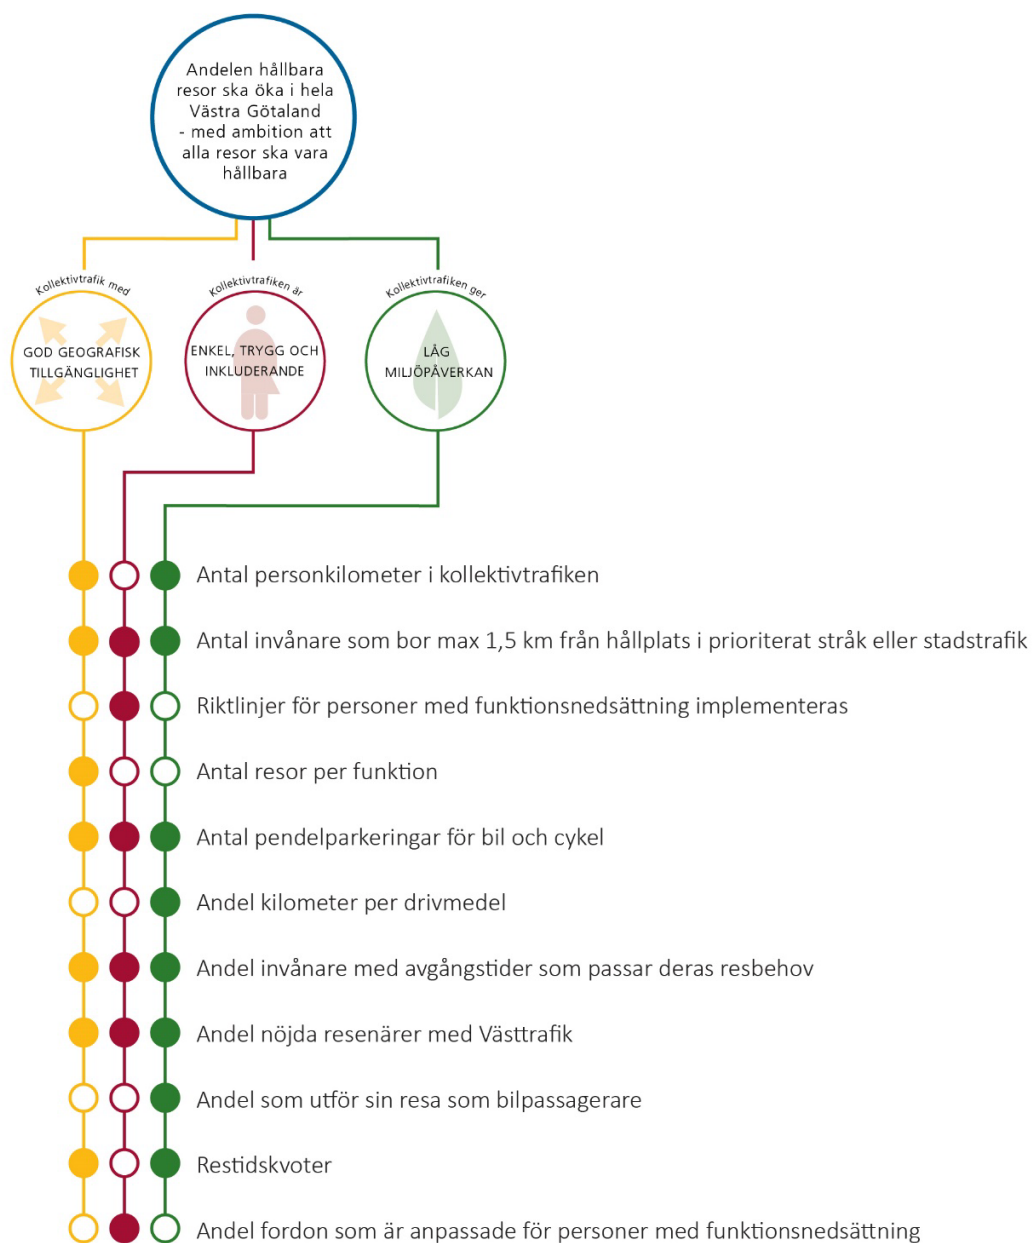 Andelen hållbara
resor ska öka i hela
Västra Götaland
- med ambition att
alla resor ska vara
hållbara
Kollektivtrafik med
GOD GEOGRAFISK
TILLGÄNGLIGHET
Kollektivtrafiken är
ENKEL, TRYGG OCH
INKLUDERANDE
Kollektivtrafiken ger
LÅG
MILJÖPÅVERKAN
Antal personkilometer i kollektivtrafiken
Antal invånare som bor max 1,5 km från hållplats i prioriterat stråk eller stadstrafik
Riktlinjer för personer med funktionsnedsättning implementeras
Antal resor per funktion
Antal pendelparkeringar för bil och cykel
Andel kilometer per drivmedel
Andel invånare med avgångstider som passar deras resbehov
Andel nöjda resenärer med Västtrafik
Andel som utför sin resa som bilpassagerare
Restidskvoter
Andel fordon som är anpassade för personer med funktionsnedsättning